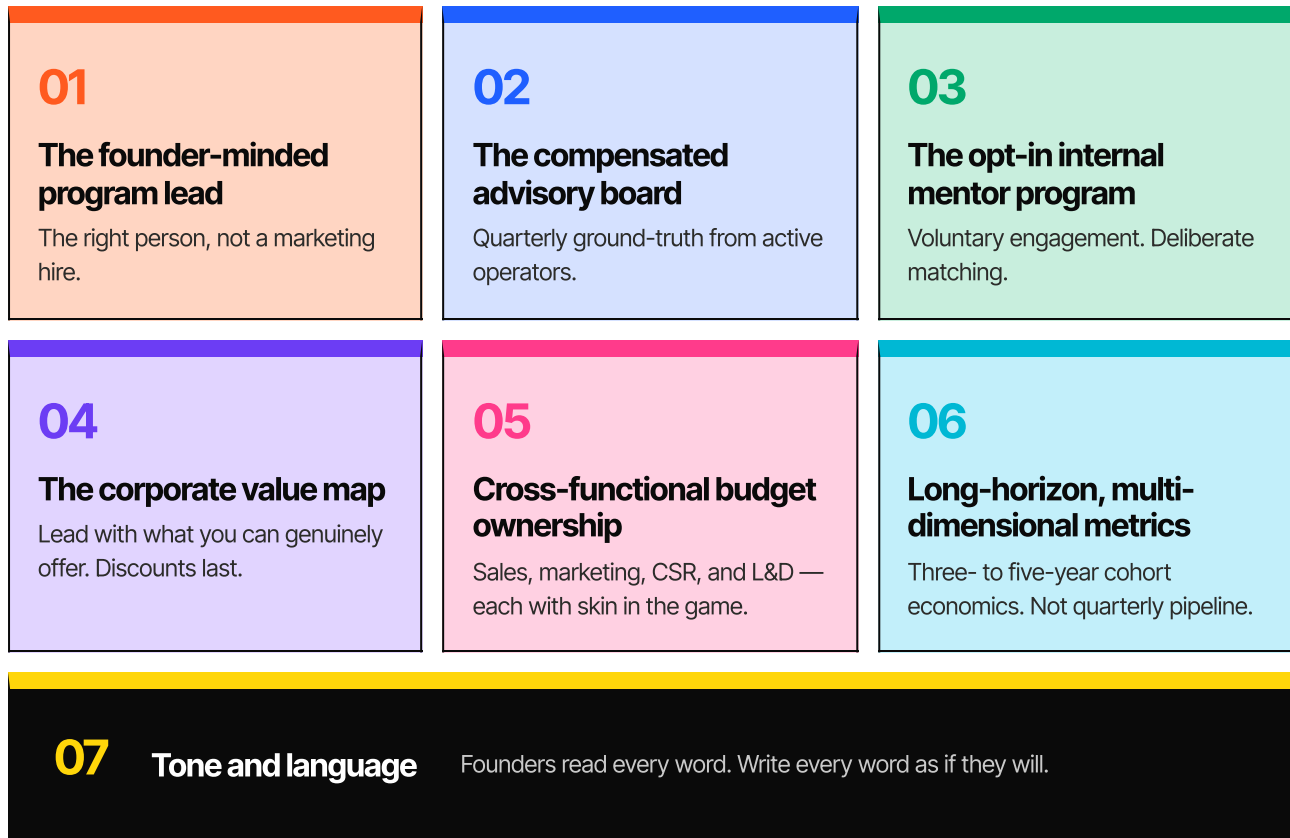 01
The founder-minded
program lead
The right person, not a marketing
hire.
02
The compensated
advisory board
Quarterly ground-truth from active
operators.
03
The opt-in internal
mentor program
Voluntary engagement. Deliberate
matching.
04
The corporate value map
Lead with what you can genuinely
offer. Discounts last.
05
Cross-functional budget
ownership
Sales, marketing, CSR, and L&D —
each with skin in the game.
06
Long-horizon, multi-
dimensional metrics
Three- to five-year cohort
economics. Not quarterly pipeline.
07
Tone and language
Founders read every word. Write every word as if they will.